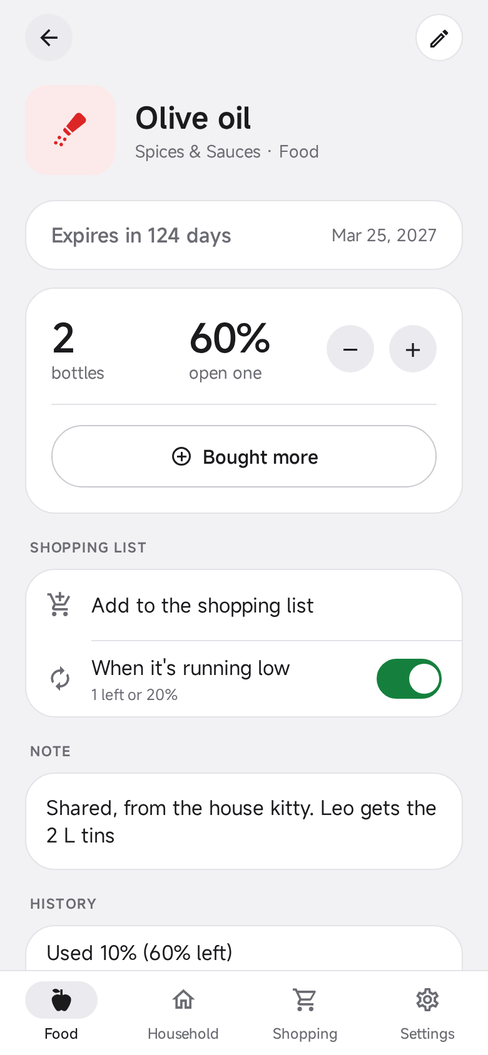 Olive oil
Spices & Sauces · Food
Expires in 124 days
Mar 25, 2027
2
bottles
60%
open one
Bought more
SHOPPING LIST
Add to the shopping list
When it's running low
1 left or 20%
NOTE
Shared, from the house kitty. Leo gets the
2 L tins
HISTORY
Used 10% (60% left)
Food
Household
Shopping
Settings